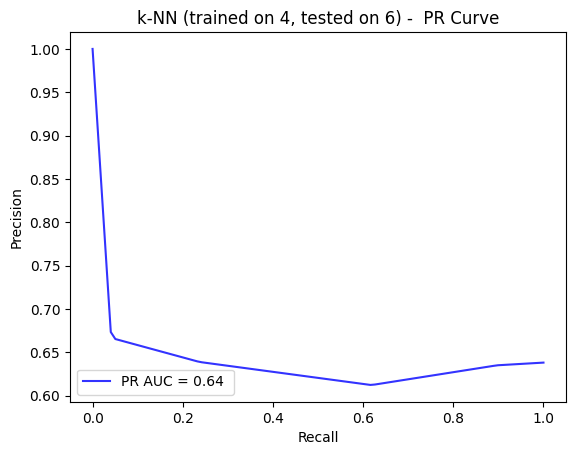 k-NN (trained on 4, tested on 6) -  PR Curve
Precision
1.00
0.95
0.90
0.85
0.80
0.75
0.70
0.65
0.60
PR AUC = 0.64
0.0 0.2 0.4 0.6 0.8 1.0
Recall